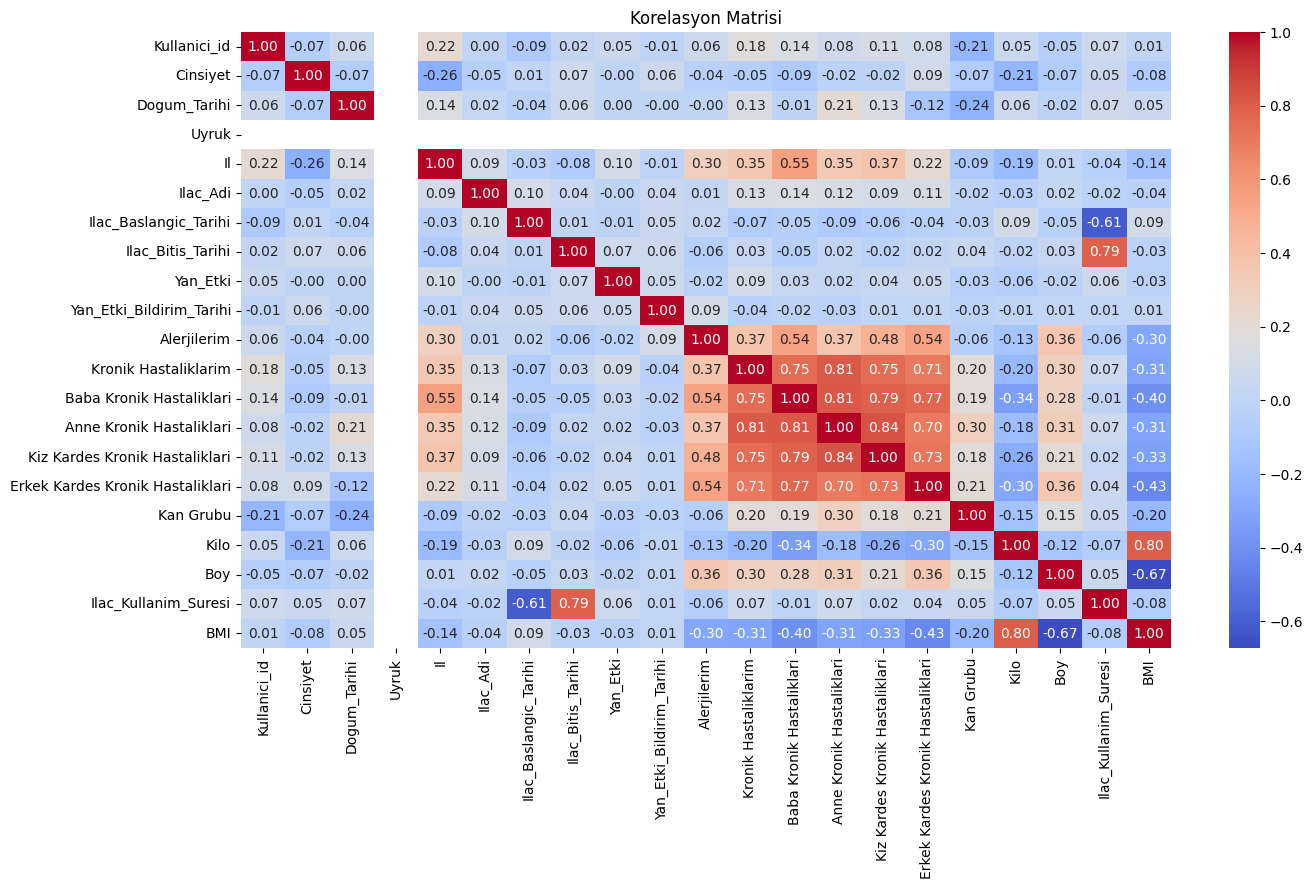 Korelasyon Matrisi
Kullanici_id 1.00 -0.07 0.06 0.22 0.00 -0.09 0.02 0.05 -0.01 0.06 0.18 0.14 0.08 0.11 0.08 -0.21 0.05 -0.05 0.07 0.01
Cinsiyet -0.07 1.00 -0.07 -0.26 -0.05 0.01 0.07 -0.00 0.06 -0.04 -0.05 -0.09 -0.02 -0.02 0.09 -0.07 -0.21 -0.07 0.05 -0.08
Dogum_Tarihi 0.06 -0.07 1.00 0.14 0.02 -0.04 0.06 0.00 -0.00 -0.00 0.13 -0.01 0.21 0.13 -0.12 -0.24 0.06 -0.02 0.07 0.05
Uyruk
Il 0.22 -0.26 0.14 1.00 0.09 -0.03 -0.08 0.10 -0.01 0.30 0.35 0.55 0.35 0.37 0.22 -0.09 -0.19 0.01 -0.04 -0.14
Ilac_Adi 0.00 -0.05 0.02 0.09 1.00 0.10 0.04 -0.00 0.04 0.01 0.13 0.14 0.12 0.09 0.11 -0.02 -0.03 0.02 -0.02 -0.04
Ilac_Baslangic_Tarihi -0.09 0.01 -0.04 -0.03 0.10 1.00 0.01 -0.01 0.05 0.02 -0.07 -0.05 -0.09 -0.06 -0.04 -0.03 0.09 -0.05 -0.61 0.09
Ilac_Bitis_Tarihi 0.02 0.07 0.06 -0.08 0.04 0.01 1.00 0.07 0.06 -0.06 0.03 -0.05 0.02 -0.02 0.02 0.04 -0.02 0.03 0.79 -0.03
Yan_Etki 0.05 -0.00 0.00 0.10 -0.00 -0.01 0.07 1.00 0.05 -0.02 0.09 0.03 0.02 0.04 0.05 -0.03 -0.06 -0.02 0.06 -0.03
Yan_Etki_Bildirim_Tarihi -0.01 0.06 -0.00 -0.01 0.04 0.05 0.06 0.05 1.00 0.09 -0.04 -0.02 -0.03 0.01 0.01 -0.03 -0.01 0.01 0.01 0.01
Alerjilerim 0.06 -0.04 -0.00 0.30 0.01 0.02 -0.06 -0.02 0.09 1.00 0.37 0.54 0.37 0.48 0.54 -0.06 -0.13 0.36 -0.06 -0.30
Kronik Hastaliklarim 0.18 -0.05 0.13 0.35 0.13 -0.07 0.03 0.09 -0.04 0.37 1.00 0.75 0.81 0.75 0.71 0.20 -0.20 0.30 0.07 -0.31
Baba Kronik Hastaliklari 0.14 -0.09 -0.01 0.55 0.14 -0.05 -0.05 0.03 -0.02 0.54 0.75 1.00 0.81 0.79 0.77 0.19 -0.34 0.28 -0.01 -0.40
Anne Kronik Hastaliklari 0.08 -0.02 0.21 0.35 0.12 -0.09 0.02 0.02 -0.03 0.37 0.81 0.81 1.00 0.84 0.70 0.30 -0.18 0.31 0.07 -0.31
Kiz Kardes Kronik Hastaliklari 0.11 -0.02 0.13 0.37 0.09 -0.06 -0.02 0.04 0.01 0.48 0.75 0.79 0.84 1.00 0.73 0.18 -0.26 0.21 0.02 -0.33
Erkek Kardes Kronik Hastaliklari 0.08 0.09 -0.12 0.22 0.11 -0.04 0.02 0.05 0.01 0.54 0.71 0.77 0.70 0.73 1.00 0.21 -0.30 0.36 0.04 -0.43
Kan Grubu -0.21 -0.07 -0.24 -0.09 -0.02 -0.03 0.04 -0.03 -0.03 -0.06 0.20 0.19 0.30 0.18 0.21 1.00 -0.15 0.15 0.05 -0.20
Kilo 0.05 -0.21 0.06 -0.19 -0.03 0.09 -0.02 -0.06 -0.01 -0.13 -0.20 -0.34 -0.18 -0.26 -0.30 -0.15 1.00 -0.12 -0.07 0.80
Boy -0.05 -0.07 -0.02 0.01 0.02 -0.05 0.03 -0.02 0.01 0.36 0.30 0.28 0.31 0.21 0.36 0.15 -0.12 1.00 0.05 -0.67
Ilac_Kullanim_Suresi 0.07 0.05 0.07 -0.04 -0.02 -0.61 0.79 0.06 0.01 -0.06 0.07 -0.01 0.07 0.02 0.04 0.05 -0.07 0.05 1.00 -0.08
BMI 0.01 -0.08 0.05 -0.14 -0.04 0.09 -0.03 -0.03 0.01 -0.30 -0.31 -0.40 -0.31 -0.33 -0.43 -0.20 0.80 -0.67 -0.08 1.00
Kullanici_id
Cinsiyet
Dogum_Tarihi
Uyruk
Il
Ilac_Adi
Ilac_Baslangic_Tarihi
Ilac_Bitis_Tarihi
Yan_Etki
Yan_Etki_Bildirim_Tarihi
Alerjilerim
Kronik Hastaliklarim
Baba Kronik Hastaliklari
Anne Kronik Hastaliklari
Kiz Kardes Kronik Hastaliklari
Erkek Kardes Kronik Hastaliklari
Kan Grubu
Kilo
Boy
Ilac_Kullanim_Suresi
BMI
1.0
0.8
0.6
0.4
0.2
0.0
−0.2
−0.4
−0.6